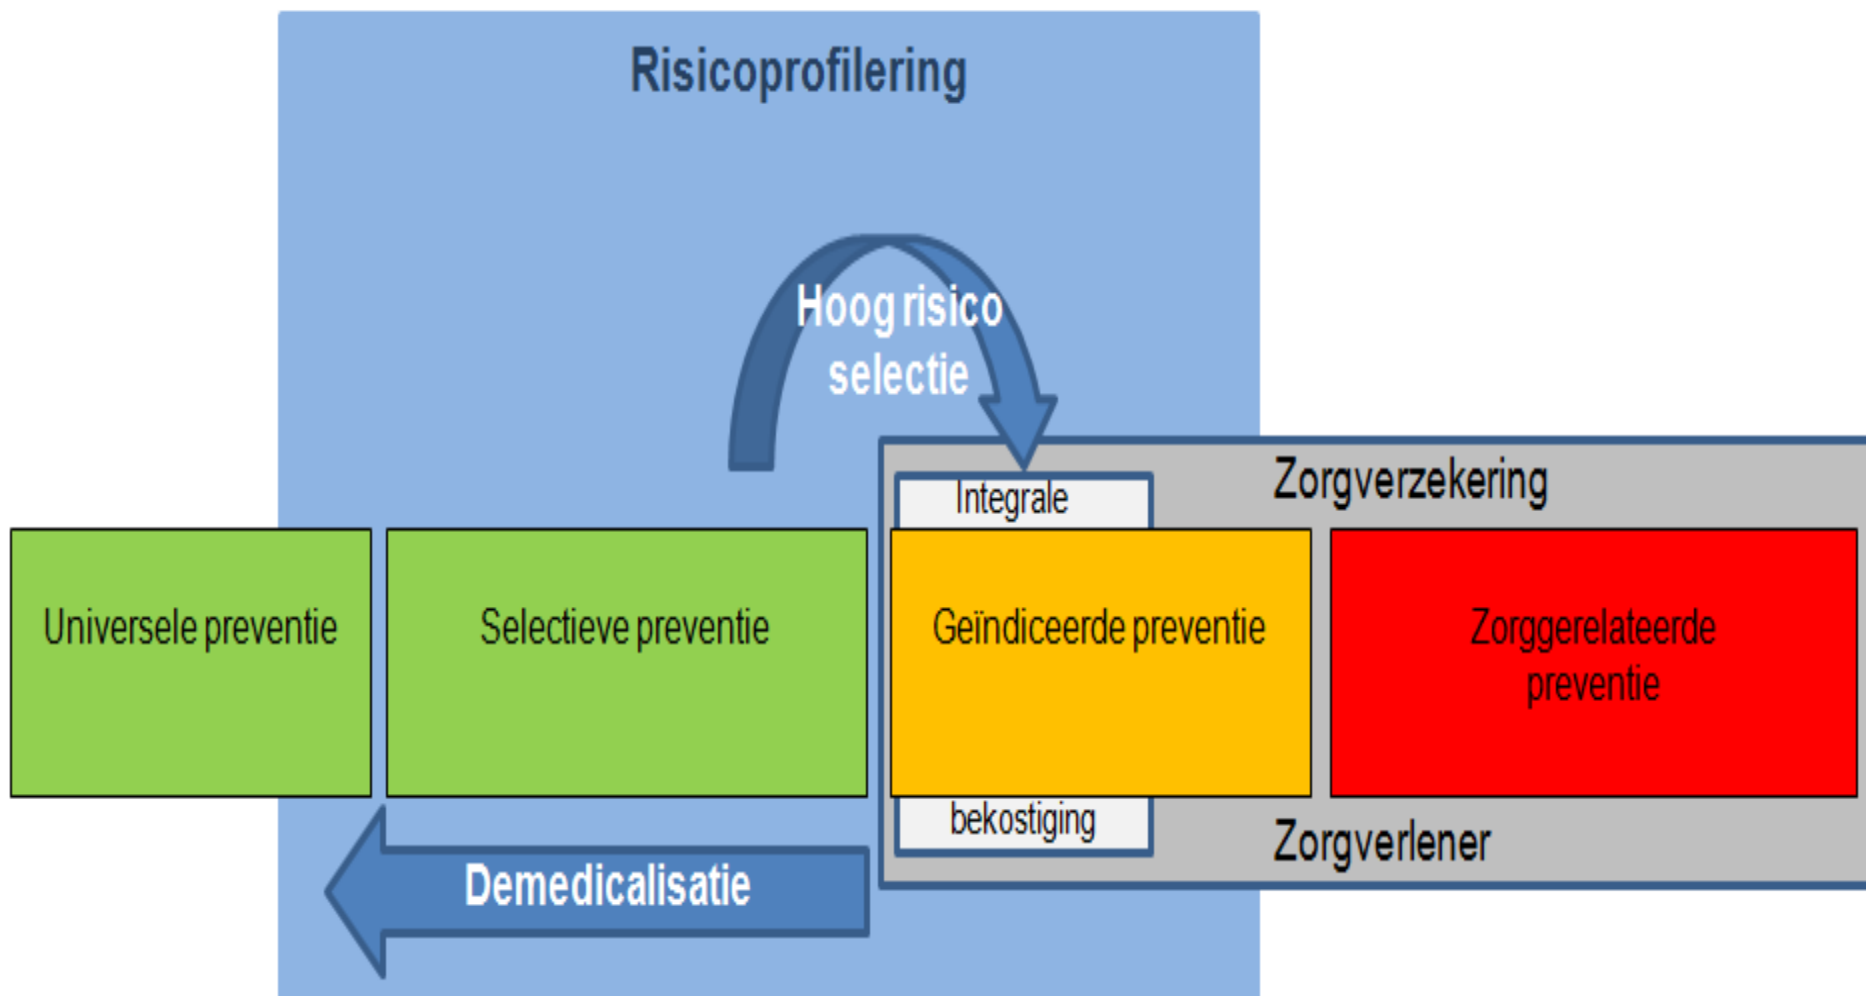 Risicoprofilering
Hoog risico
selectie
Zorgverzekering
Integrale
Universele preventie
Selectieve preventie
Geïndiceerde preventie
Zorggerelateerde
preventie
bekostiging
Zorgverlener
Demedicalisatie